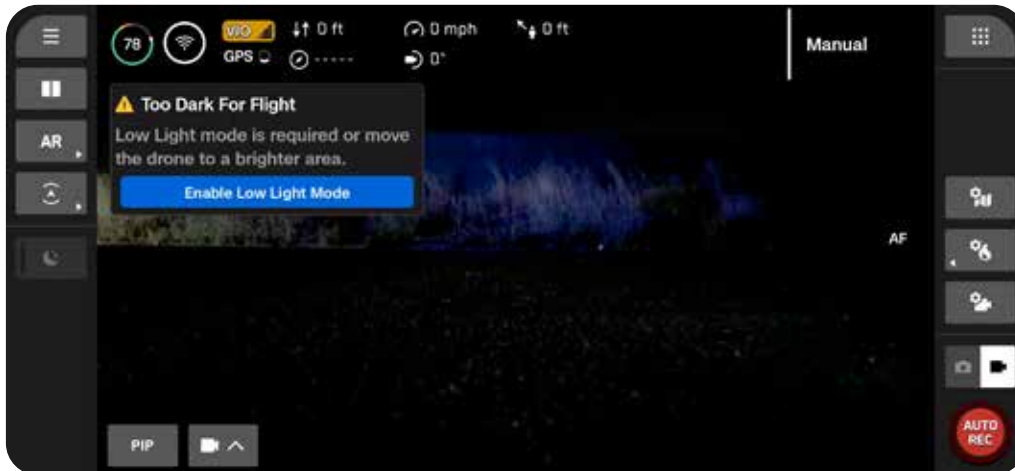 78
VIO
0 ft
0 mph
0 ft
GPS
-----
0°
Manual
Too Dark For Flight
Low Light mode is required or move
the drone to a brighter area.
Enable Low Light Mode
AR
AF
PIP
AUTO
REC